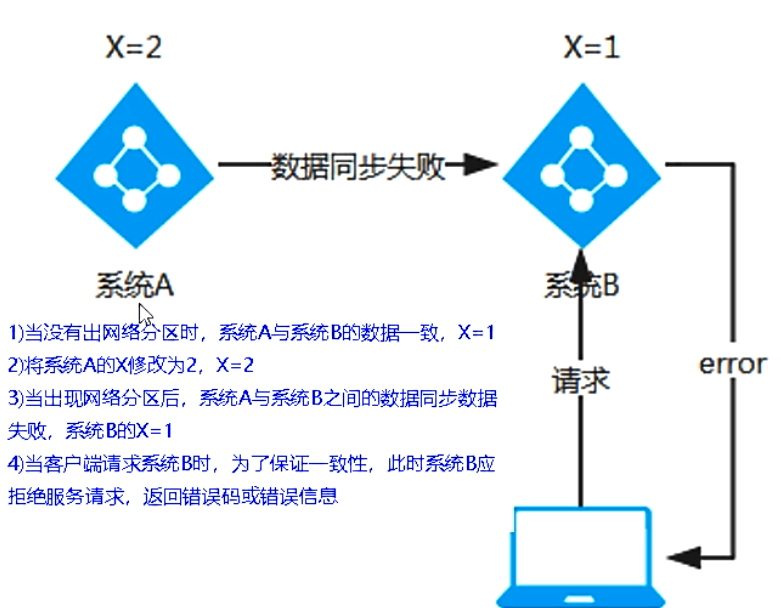 X=2
X=1
数据同步失败
系统A
系统B
1)当没有出网络分区时，系统A与系统B的数据一致，X=1
2)将系统A的X修改为2，X=2
3)当出现网络分区后，系统A与系统B之间的数据同步数据
失败，系统B的X=1
4)当客户端请求系统B时，为了保证一致性，此时系统B应
拒绝服务请求，返回错误码或错误信息
请求
error